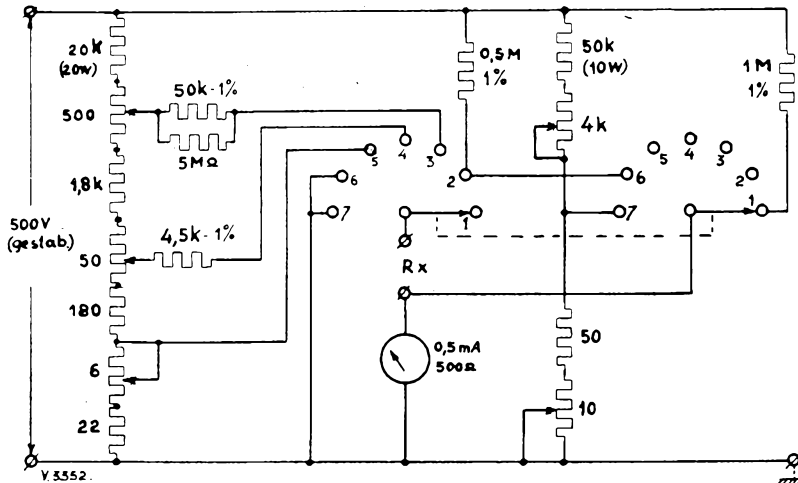 20k
(20W)
500
1,8k
50
180
6
22
500V
(gestab.)
50k-1%
5MΩ
4,5k-1%
5
4
3
6
7
2
1
0,5M
1%
50k
(10W)
4k
1M
1%
5
4
3
6
2
7
1
Rx
0,5mA
500Ω
50
10
V.3352.